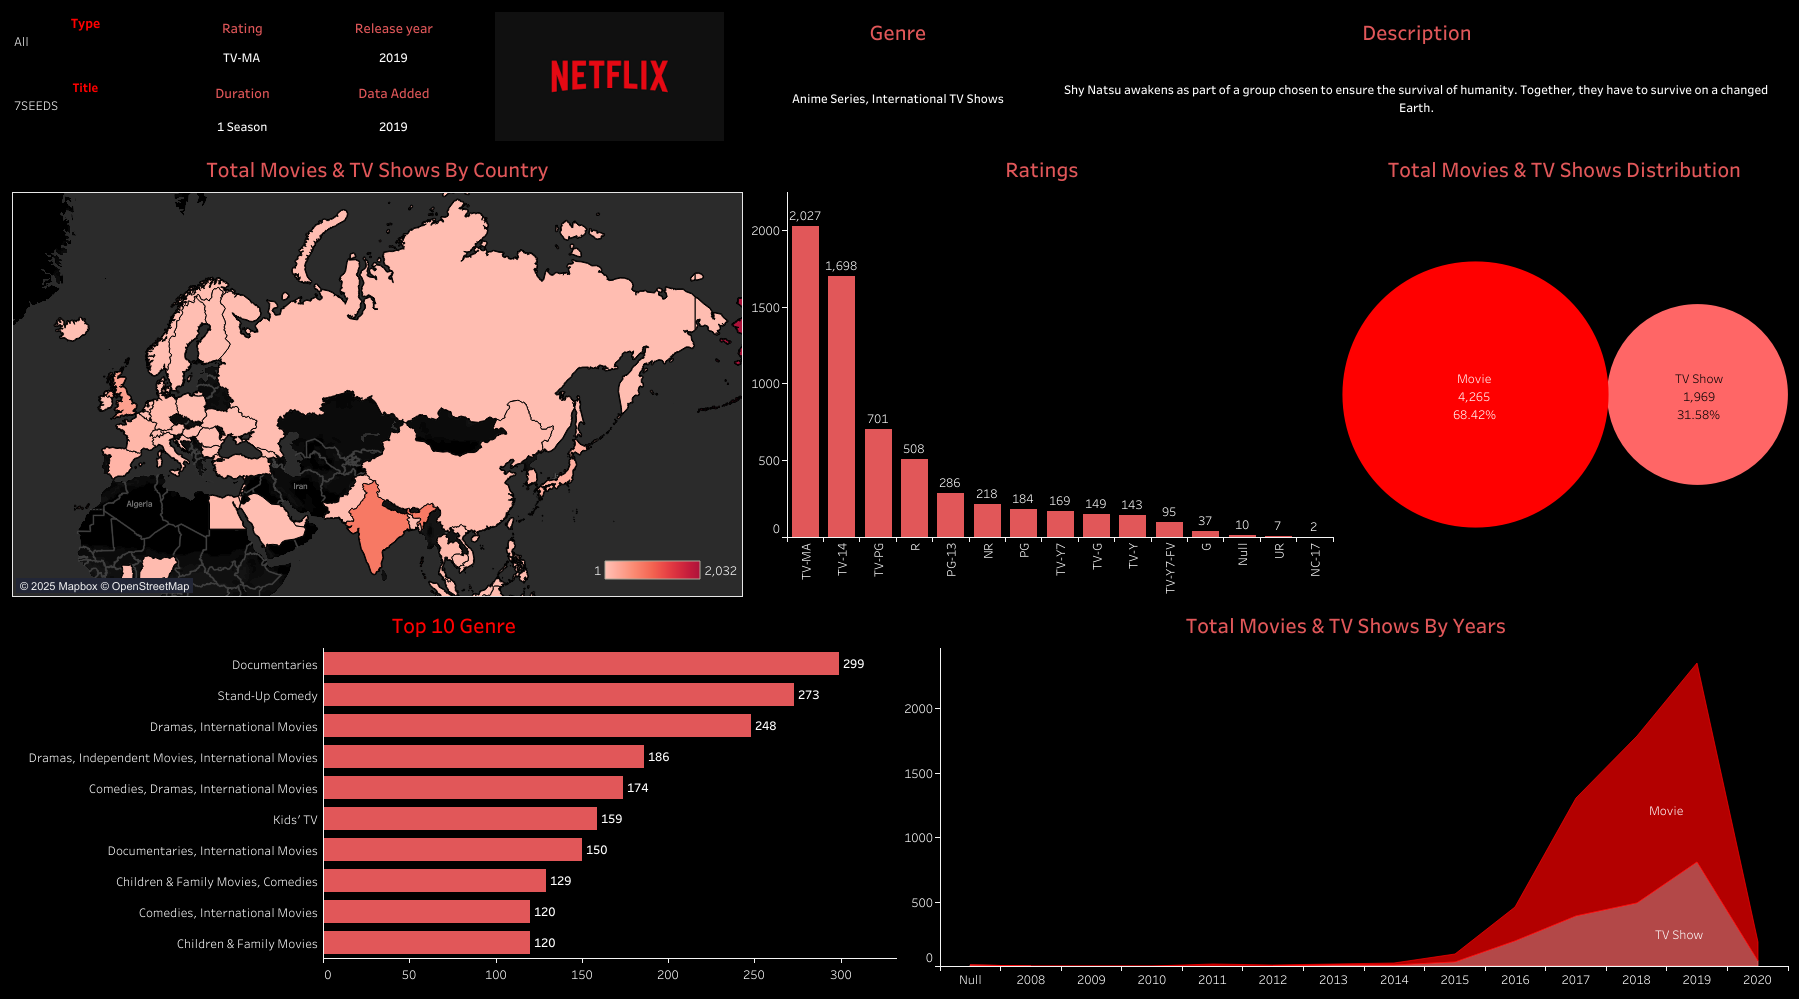 Type
All
Title
7SEEDS
Rating
TV-MA
Release year
2019
Duration
1 Season
Data Added
2019
NETFLIX
Genre
Anime Series, International TV Shows
Description
Shy Natsu awakens as part of a group chosen to ensure the survival of humanity. Together, they have to survive on a changed
Earth.
Total Movies & TV Shows By Country
Iran
Algeria
1
2,032
© 2025 Mapbox © OpenStreetMap
Ratings
2000
1500
1000
500
0
2,027
1,698
701
508
286
218
184
169
149
143
95
37
10
7
2
TV-MA
TV-14
TV-PG
R
PG-13
NR
PG
TV-Y7
TV-G
TV-Y
TV-Y7-FV
G
Null
UR
NC-17
Total Movies & TV Shows Distribution
Movie
4,265
68.42%
TV Show
1,969
31.58%
Top 10 Genre
Documentaries 299
Stand-Up Comedy 273
Dramas, International Movies 248
Dramas, Independent Movies, International Movies 186
Comedies, Dramas, International Movies 174
Kids' TV 159
Documentaries, International Movies 150
Children & Family Movies, Comedies 129
Comedies, International Movies 120
Children & Family Movies 120
0 50 100 150 200 250 300
Total Movies & TV Shows By Years
2000
1500
1000
500
0
Movie
TV Show
Null 2008 2009 2010 2011 2012 2013 2014 2015 2016 2017 2018 2019 2020